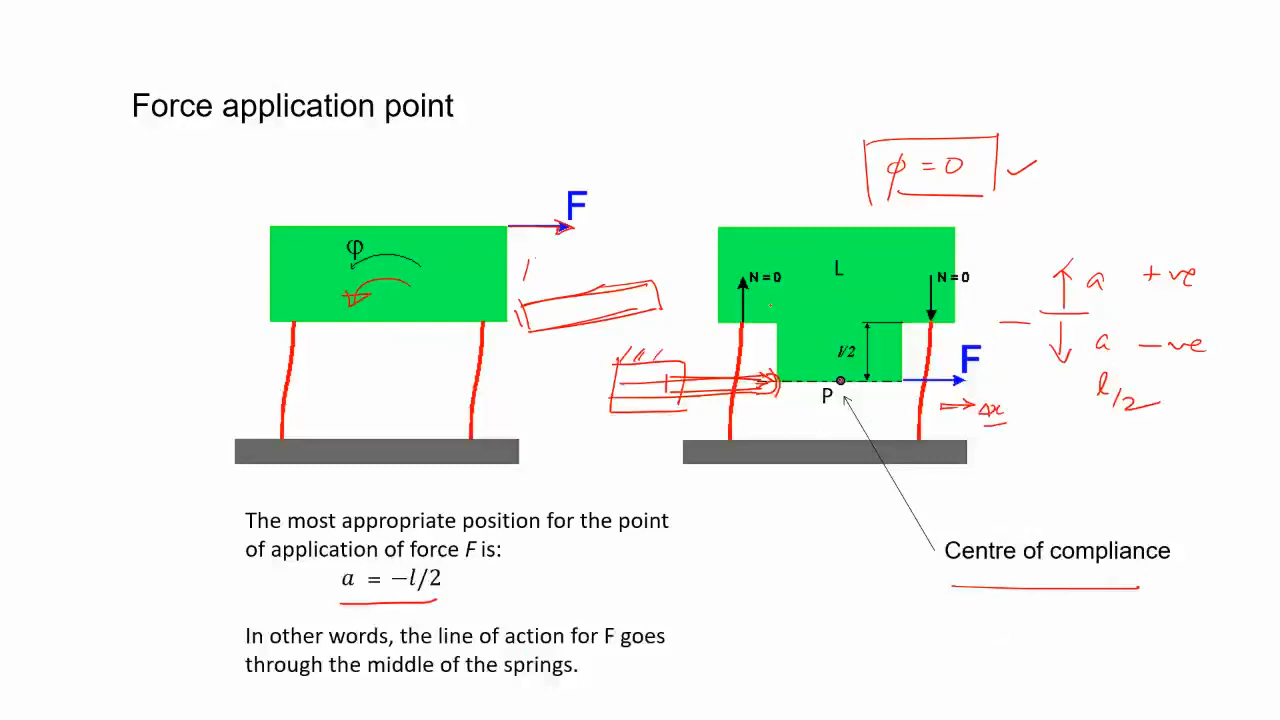 Force application point
ϕ = 0
F
φ
L
N = 0
N = 0
a +ve
a −ve
l/2
l/2
F
P
Δx
The most appropriate position for the point
of application of force F is:
a = −l/2
Centre of compliance
In other words, the line of action for F goes
through the middle of the springs.